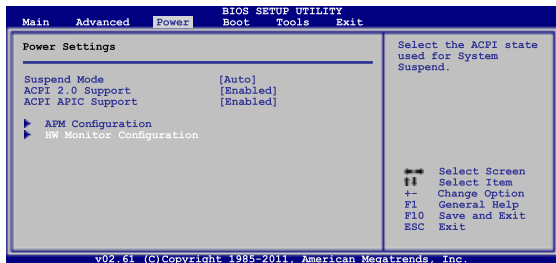 BIOS SETUP UTILITY
Main Advanced Power Boot Tools Exit
Power Settings
Suspend Mode [Auto]
ACPI 2.0 Support [Enabled]
ACPI APIC Support [Enabled]
APM Configuration
HW Monitor Configuration
Select the ACPI state
used for System
Suspend.
Select Screen
Select Item
+- Change Option
F1 General Help
F10 Save and Exit
ESC Exit
v02.61 (C)Copyright 1985-2011, American Megatrends, Inc.